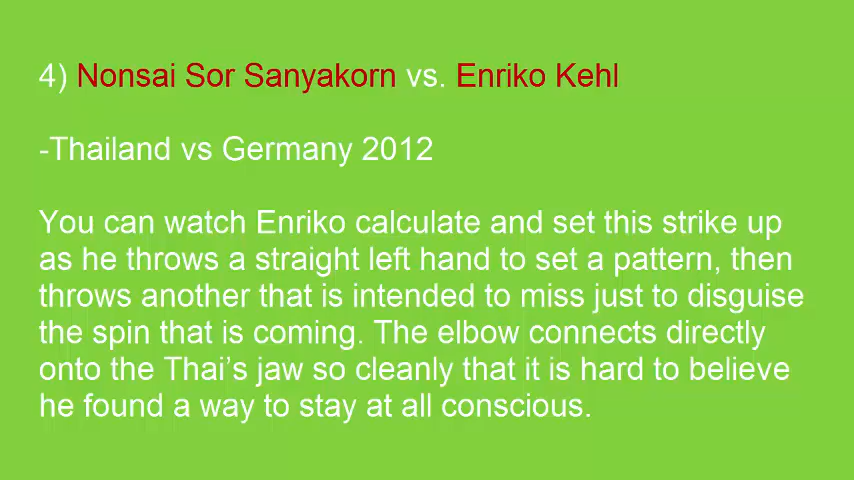 4) Nonsai Sor Sanyakorn vs. Enriko Kehl
-Thailand vs Germany 2012
You can watch Enriko calculate and set this strike up
as he throws a straight left hand to set a pattern, then
throws another that is intended to miss just to disguise
the spin that is coming. The elbow connects directly
onto the Thai’s jaw so cleanly that it is hard to believe
he found a way to stay at all conscious.